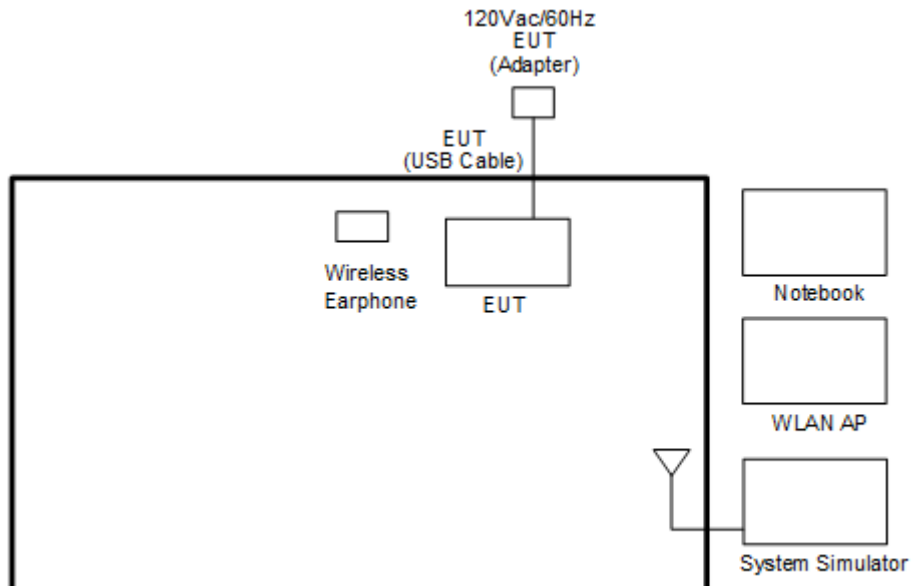 120Vac/60Hz
EUT
(Adapter)
EUT
(USB Cable)
Wireless
Earphone
EUT
Notebook
WLAN AP
System Simulator